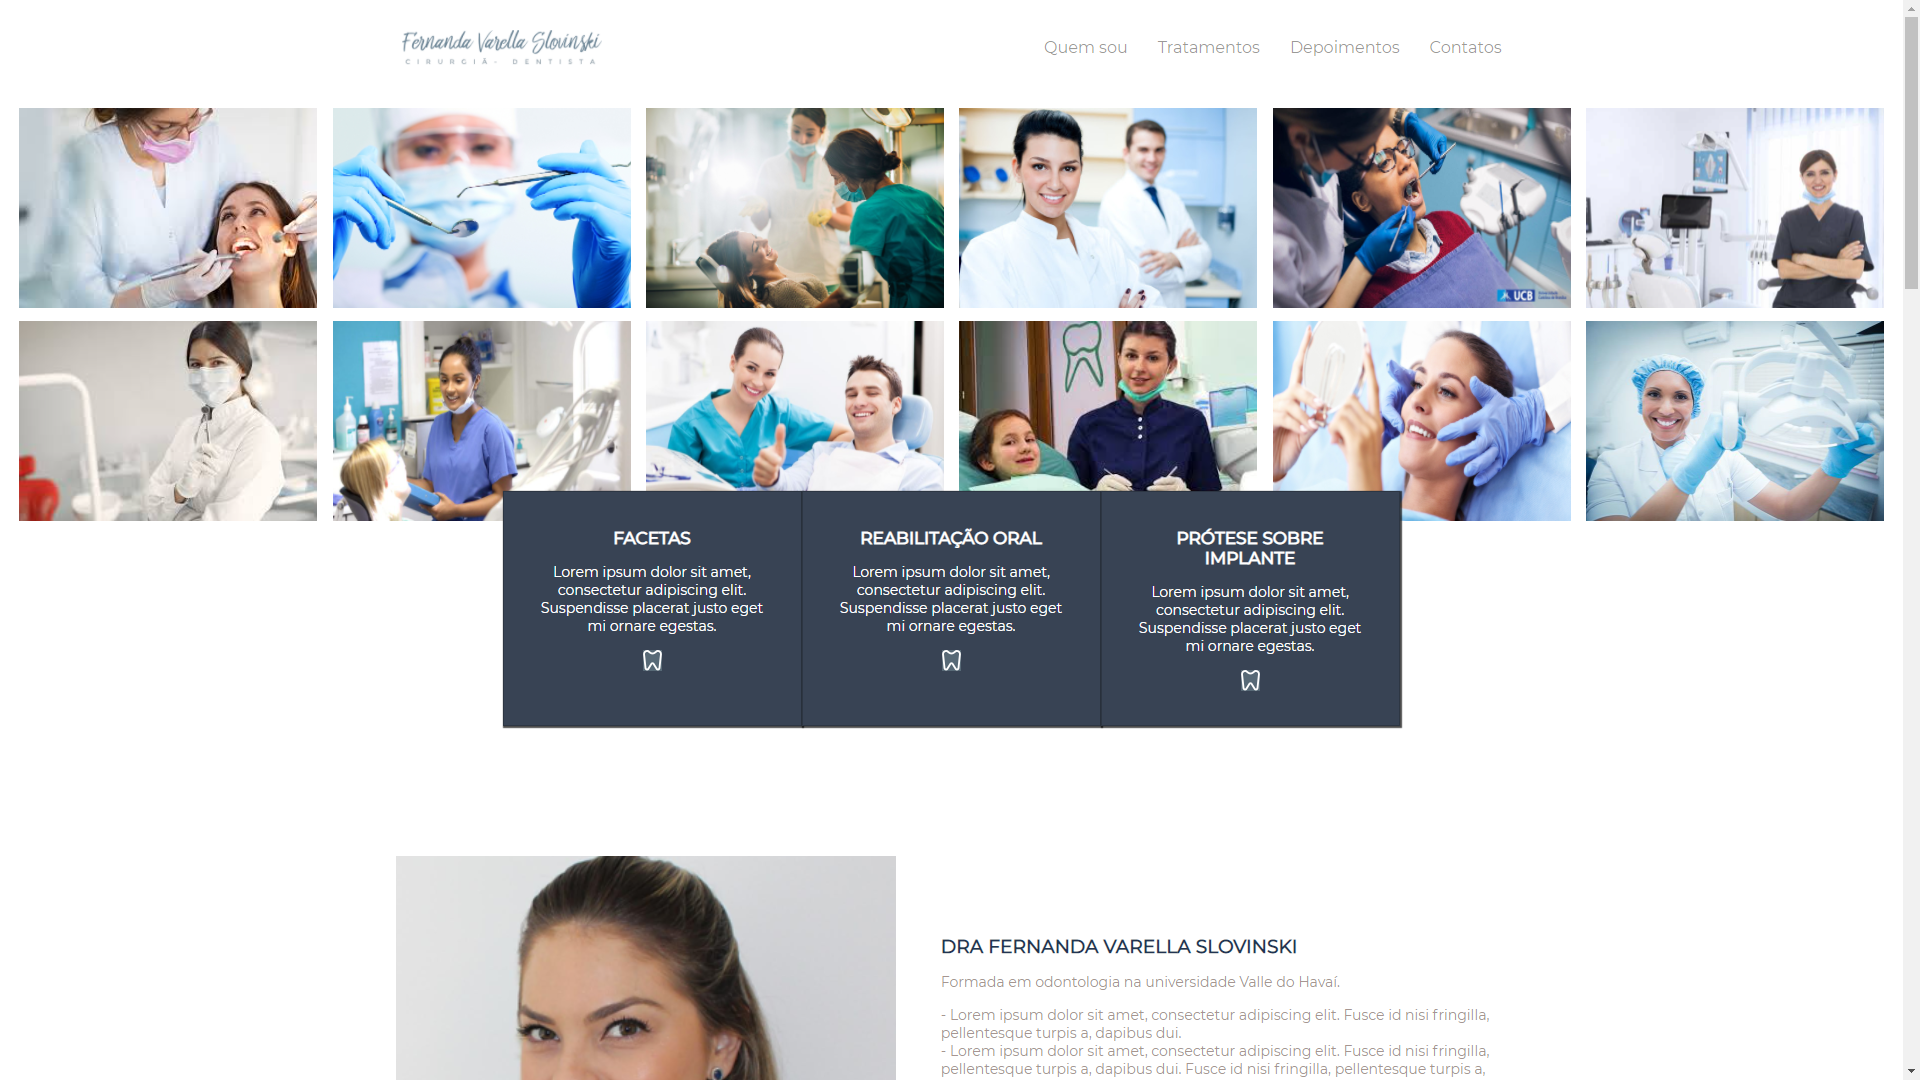 Fernanda Varella Slovinski
CIRURGIÃ- DENTISTA
Quem sou
Tratamentos
Depoimentos
Contatos
UCB
FACETAS
Lorem ipsum dolor sit amet,
consectetur adipiscing elit.
Suspendisse placerat justo eget
mi ornare egestas.
REABILITAÇÃO ORAL
Lorem ipsum dolor sit amet,
consectetur adipiscing elit.
Suspendisse placerat justo eget
mi ornare egestas.
PRÓTESE SOBRE
IMPLANTE
Lorem ipsum dolor sit amet,
consectetur adipiscing elit.
Suspendisse placerat justo eget
mi ornare egestas.
DRA FERNANDA VARELLA SLOVINSKI
Formada em odontologia na universidade Valle do Havaí.
- Lorem ipsum dolor sit amet, consectetur adipiscing elit. Fusce id nisi fringilla,
pellentesque turpis a, dapibus dui.
- Lorem ipsum dolor sit amet, consectetur adipiscing elit. Fusce id nisi fringilla,
pellentesque turpis a, dapibus dui. Fusce id nisi fringilla, pellentesque turpis a,